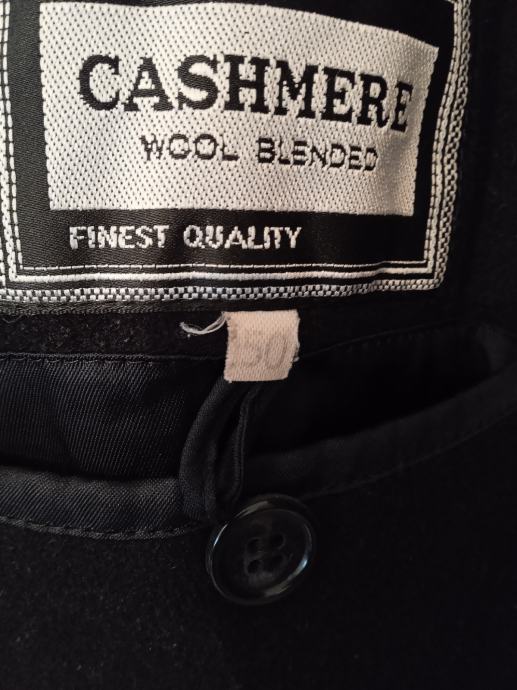 CASHMERE
WOOL BLENDED
FINEST QUALITY
50